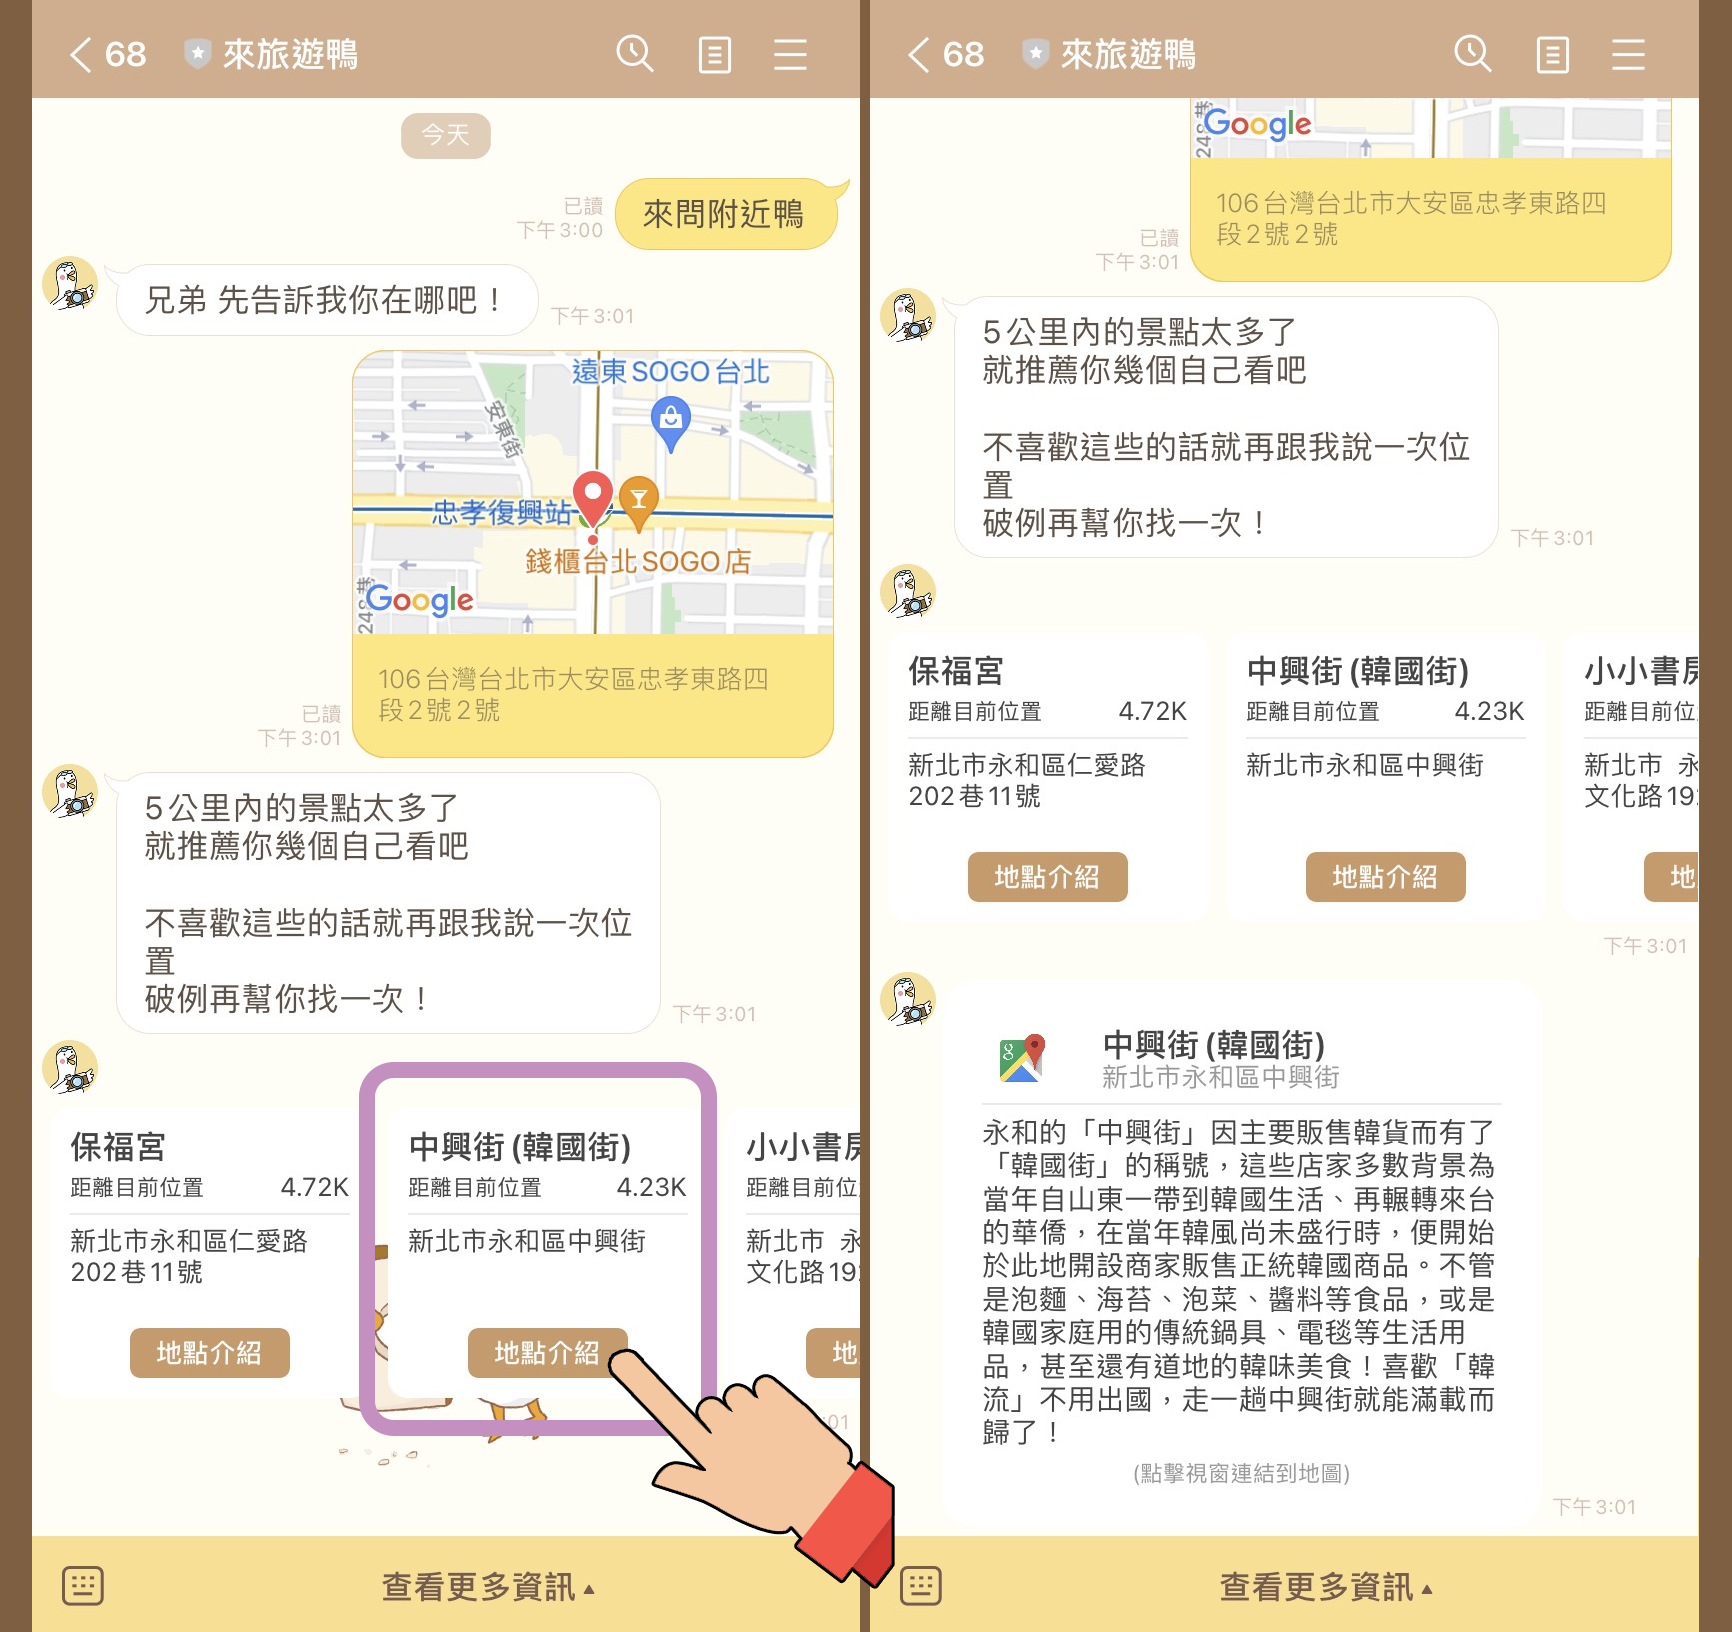 68
來旅遊鴨
今天
來問附近鴨
已讀
下午3:00
兄弟 先告訴我你在哪吧！
下午3:01
遠東SOGO台北
安東街
忠孝復興站
錢櫃台北SOGO店
248巷
Google
106台灣台北市大安區忠孝東路四
段2號2號
已讀
下午3:01
5公里內的景點太多了
就推薦你幾個自己看吧
不喜歡這些的話就再跟我說一次位
置
破例再幫你找一次！
下午3:01
保福宮
距離目前位置 4.72K
新北市永和區仁愛路
202巷11號
地點介紹
中興街(韓國街)
距離目前位置 4.23K
新北市永和區中興街
地點介紹
小小書房
距離目前位
新北市 永
文化路192
地
:01
查看更多資訊▲
68
來旅遊鴨
248巷
Google
106台灣台北市大安區忠孝東路四
段2號2號
已讀
下午3:01
5公里內的景點太多了
就推薦你幾個自己看吧
不喜歡這些的話就再跟我說一次位
置
破例再幫你找一次！
下午3:01
保福宮
距離目前位置 4.72K
新北市永和區仁愛路
202巷11號
地點介紹
中興街(韓國街)
距離目前位置 4.23K
新北市永和區中興街
地點介紹
小小書房
距離目前位
新北市 永
文化路192
地
下午3:01
中興街(韓國街)
新北市永和區中興街
永和的「中興街」因主要販售韓貨而有了
「韓國街」的稱號，這些店家多數背景為
當年自山東一帶到韓國生活、再輾轉來台
的華僑，在當年韓風尚未盛行時，便開始
於此地開設商家販售正統韓國商品。不管
是泡麵、海苔、泡菜、醬料等食品，或是
韓國家庭用的傳統鍋具、電毯等生活用
品，甚至還有道地的韓味美食！喜歡「韓
流」不用出國，走一趟中興街就能滿載而
歸了！
(點擊視窗連結到地圖)
下午3:01
查看更多資訊▲